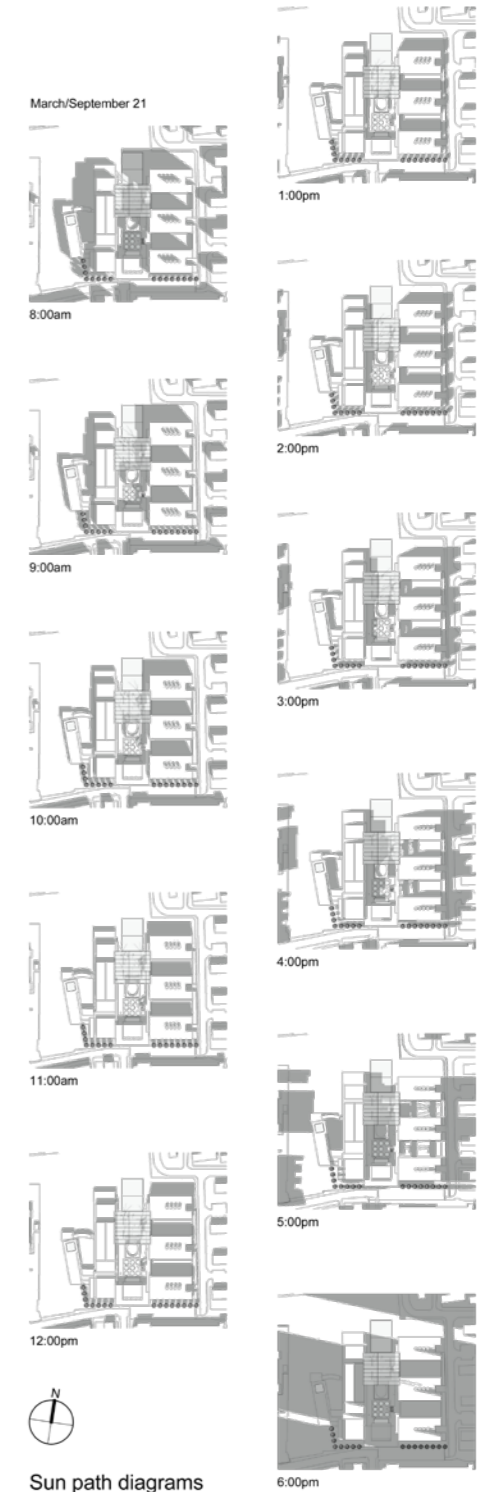 March/September 21
8:00am
9:00am
10:00am
11:00am
12:00pm
N
Sun path diagrams
1:00pm
2:00pm
3:00pm
4:00pm
5:00pm
6:00pm